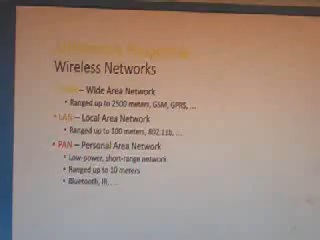 Wireless Networks
– Wide Area Network
• Ranged up to 2500 meters, GSM, GPRS, ...
• LAN – Local Area Network
• Ranged up to 100 meters, 802.11b, ...
• PAN – Personal Area Network
• Low-power, short-range network
• Ranged up to 10 meters
• Bluetooth, IR, ...